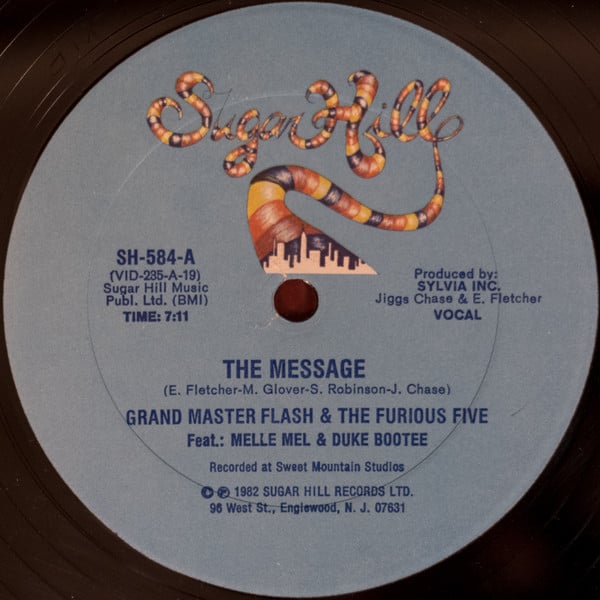 Sugar Hill
SH-584-A
(VID-235-A-19)
Sugar Hill Music
Publ. Ltd. (BMI)
TIME: 7:11
Produced by:
SYLVIA INC.
Jiggs Chase & E. Fletcher
VOCAL
THE MESSAGE
(E. Fletcher-M. Glover-S. Robinson-J. Chase)
GRAND MASTER FLASH & THE FURIOUS FIVE
Feat.: MELLE MEL & DUKE BOOTEE
Recorded at Sweet Mountain Studios
© ℗ 1982 SUGAR HILL RECORDS LTD.
96 West St., Englewood, N. J. 07631